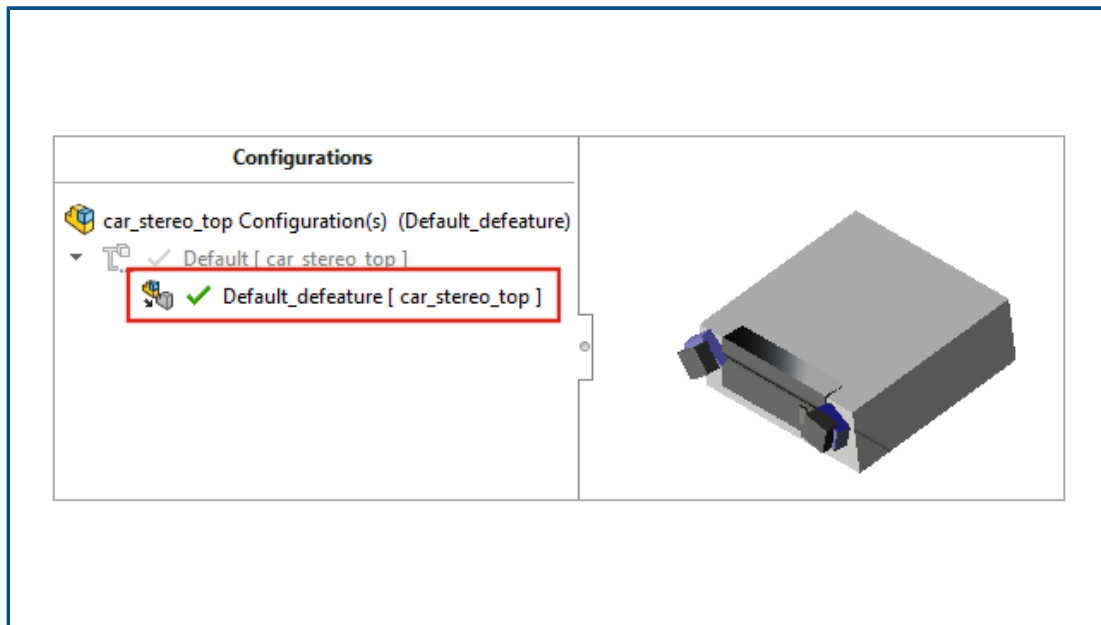 Configurations
car_stereo_top Configuration(s) (Default_defeature)
Default [ car_stereo_top ]
Default_defeature [ car_stereo_top ]